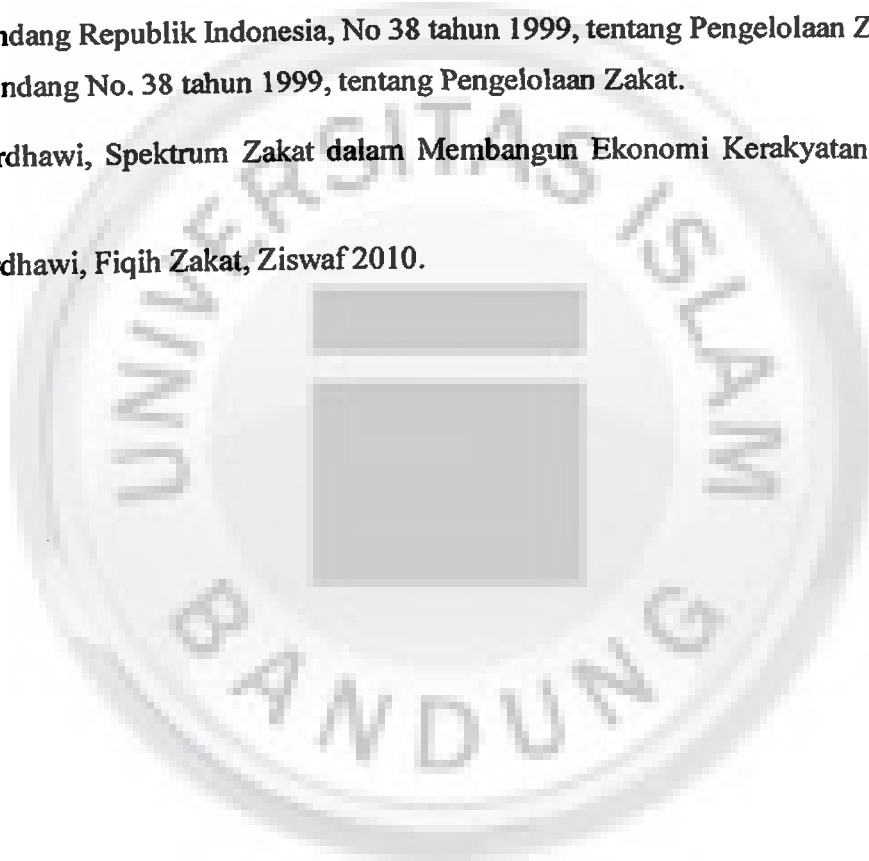 ndang Republik Indonesia, No 38 tahun 1999, tentang Pengelolaan Z
ndang No. 38 tahun 1999, tentang Pengelolaan Zakat.
rdhawi, Spektrum Zakat dalam Membangun Ekonomi Kerakyatan
dhawi, Fiqih Zakat, Ziswaf 2010.
UNIVERSITAS ISLAM
BANDUNG